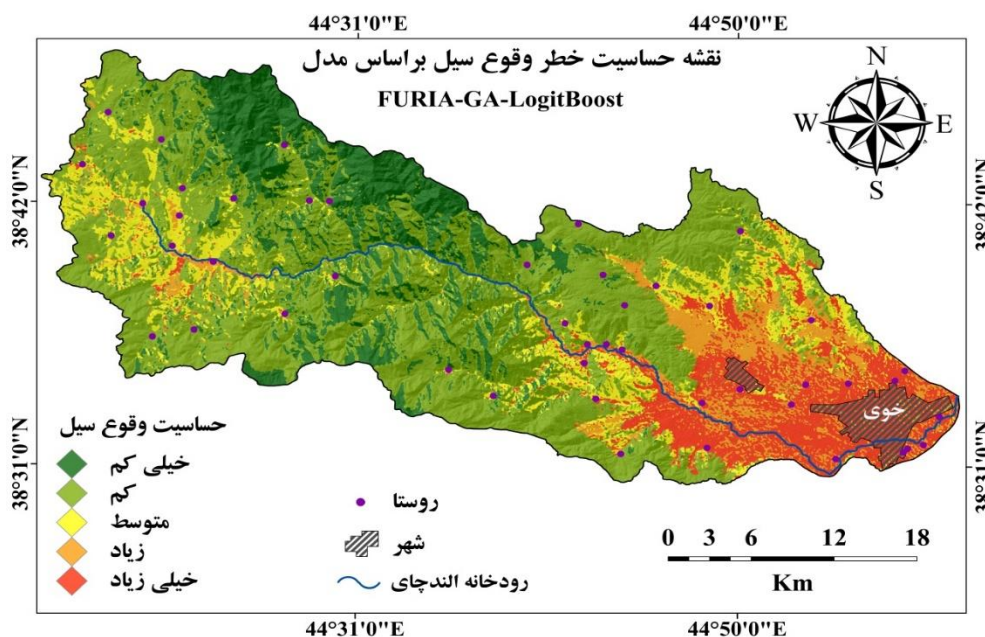 44°31'0"E
44°50'0"E
نقشه حساسیت خطر وقوع سیل براساس مدل
FURIA-GA-LogitBoost
N
W
E
S
38°42'0"N
38°42'0"N
خوی
حساسیت وقوع سیل
خیلی کم
کم
متوسط
زیاد
خیلی زیاد
روستا
شهر
رودخانه الندچای
38°31'0"N
38°31'0"N
0 3 6 12 18
Km
44°31'0"E
44°50'0"E